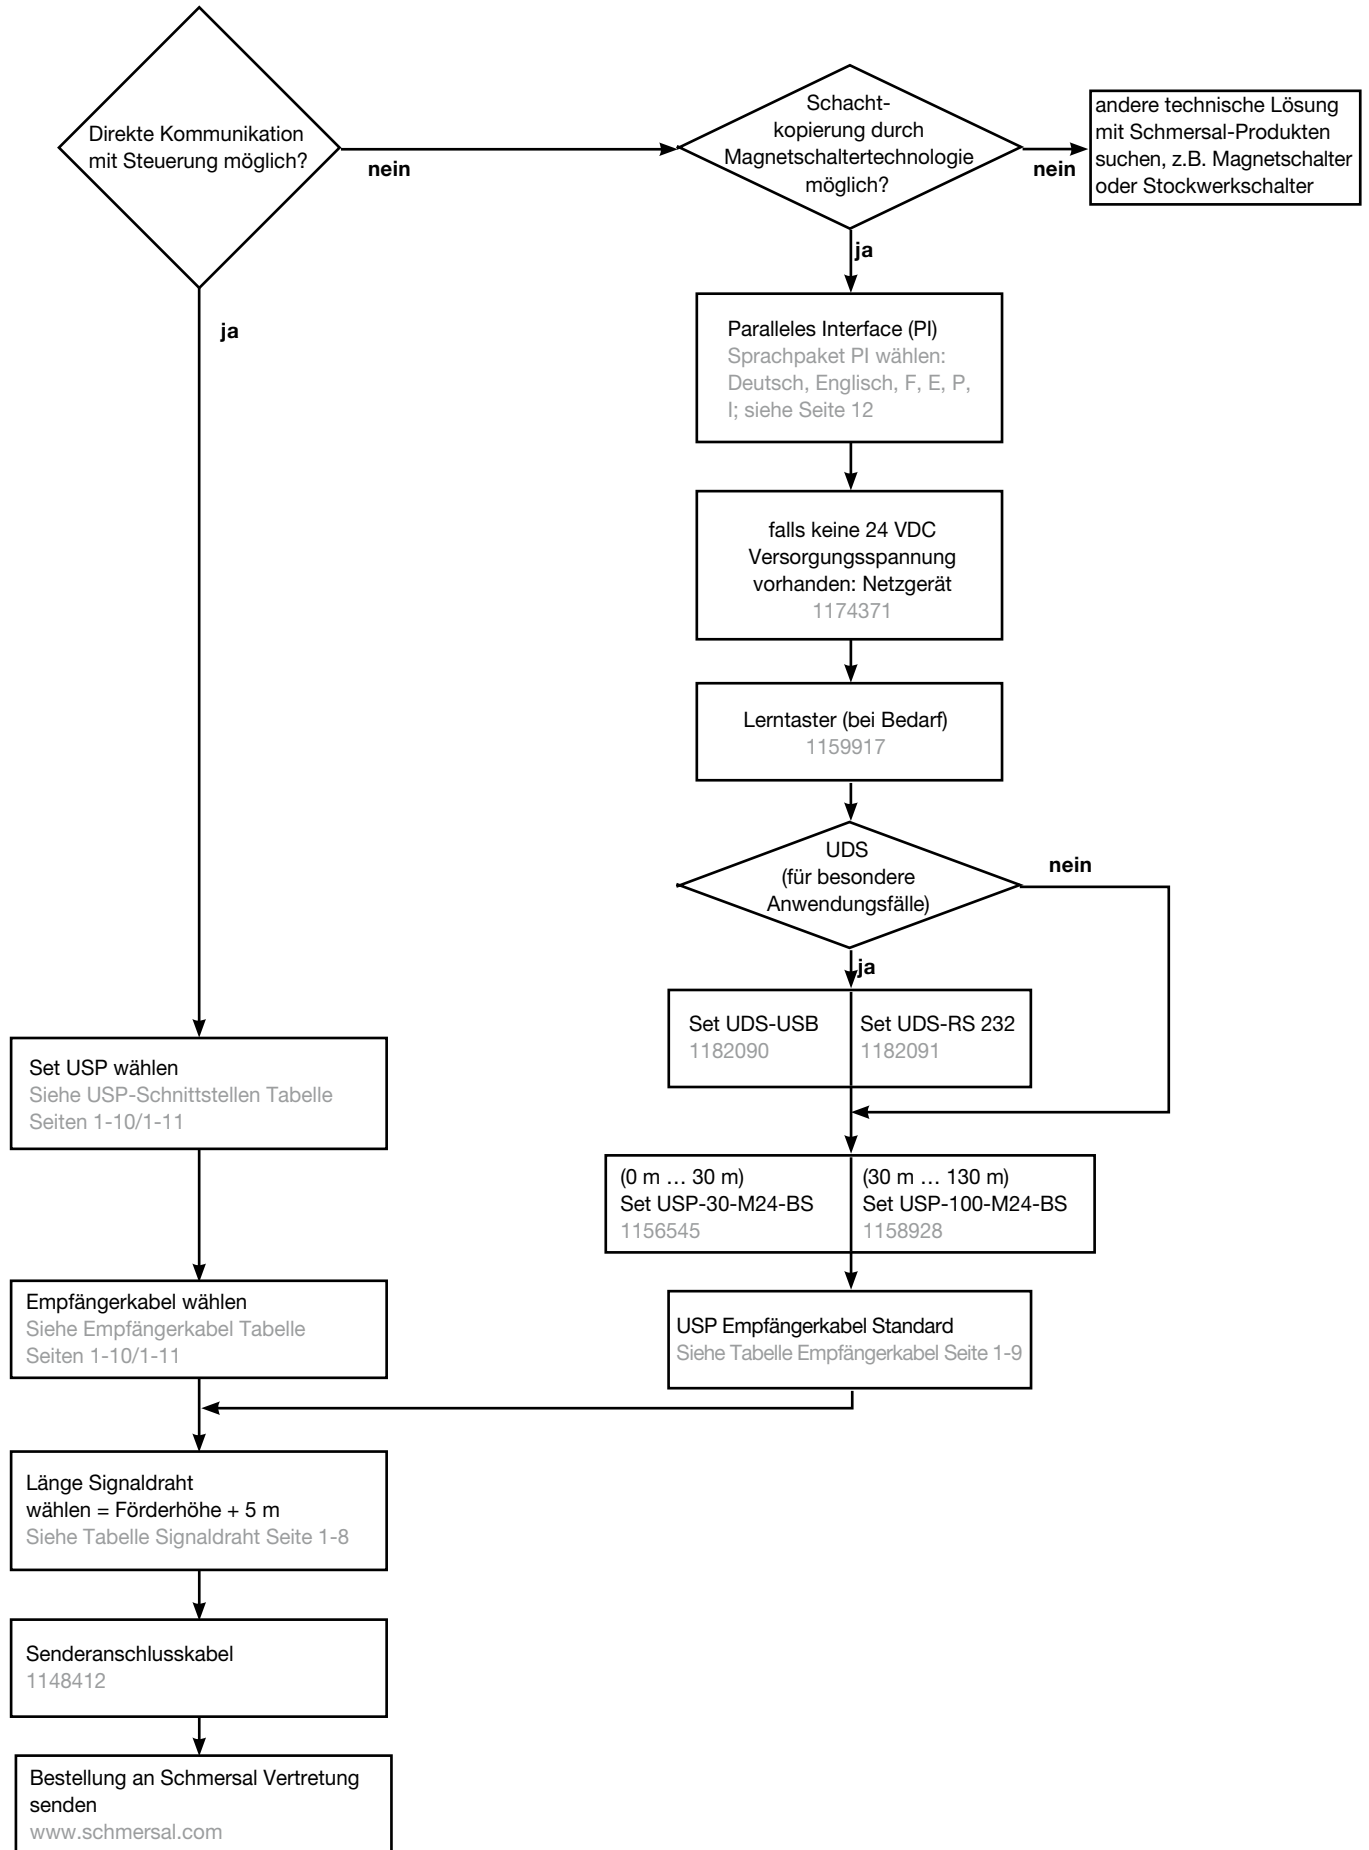 Direkte Kommunikation
mit Steuerung möglich?
nein
Schacht-
kopierung durch
Magnetschaltertechnologie
möglich?
nein
andere technische Lösung
mit Schmersal-Produkten
suchen, z.B. Magnetschalter
oder Stockwerkschalter
ja
ja
Paralleles Interface (PI)
Sprachpaket PI wählen:
Deutsch, Englisch, F, E, P,
I; siehe Seite 12
falls keine 24 VDC
Versorgungsspannung
vorhanden: Netzgerät
1174371
Lerntaster (bei Bedarf)
1159917
UDS
(für besondere
Anwendungsfälle)
nein
ja
Set UDS-USB
1182090
Set UDS-RS 232
1182091
Set USP wählen
Siehe USP-Schnittstellen Tabelle
Seiten 1-10/1-11
(0 m … 30 m)
Set USP-30-M24-BS
1156545
(30 m … 130 m)
Set USP-100-M24-BS
1158928
Empfängerkabel wählen
Siehe Empfängerkabel Tabelle
Seiten 1-10/1-11
USP Empfängerkabel Standard
Siehe Tabelle Empfängerkabel Seite 1-9
Länge Signaldraht
wählen = Förderhöhe + 5 m
Siehe Tabelle Signaldraht Seite 1-8
Senderanschlusskabel
1148412
Bestellung an Schmersal Vertretung
senden
www.schmersal.com